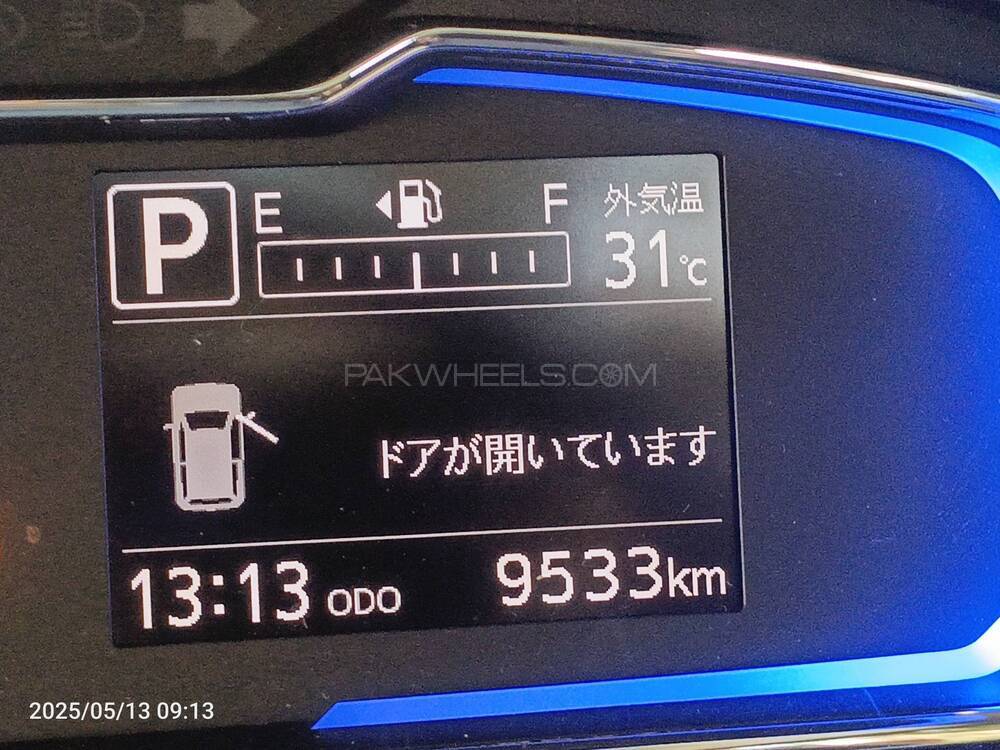 P E F 外気温
31℃
PAKWHEELS.COM
ドアが開いています
13:13 ODO 9533km
2025/05/13 09:13